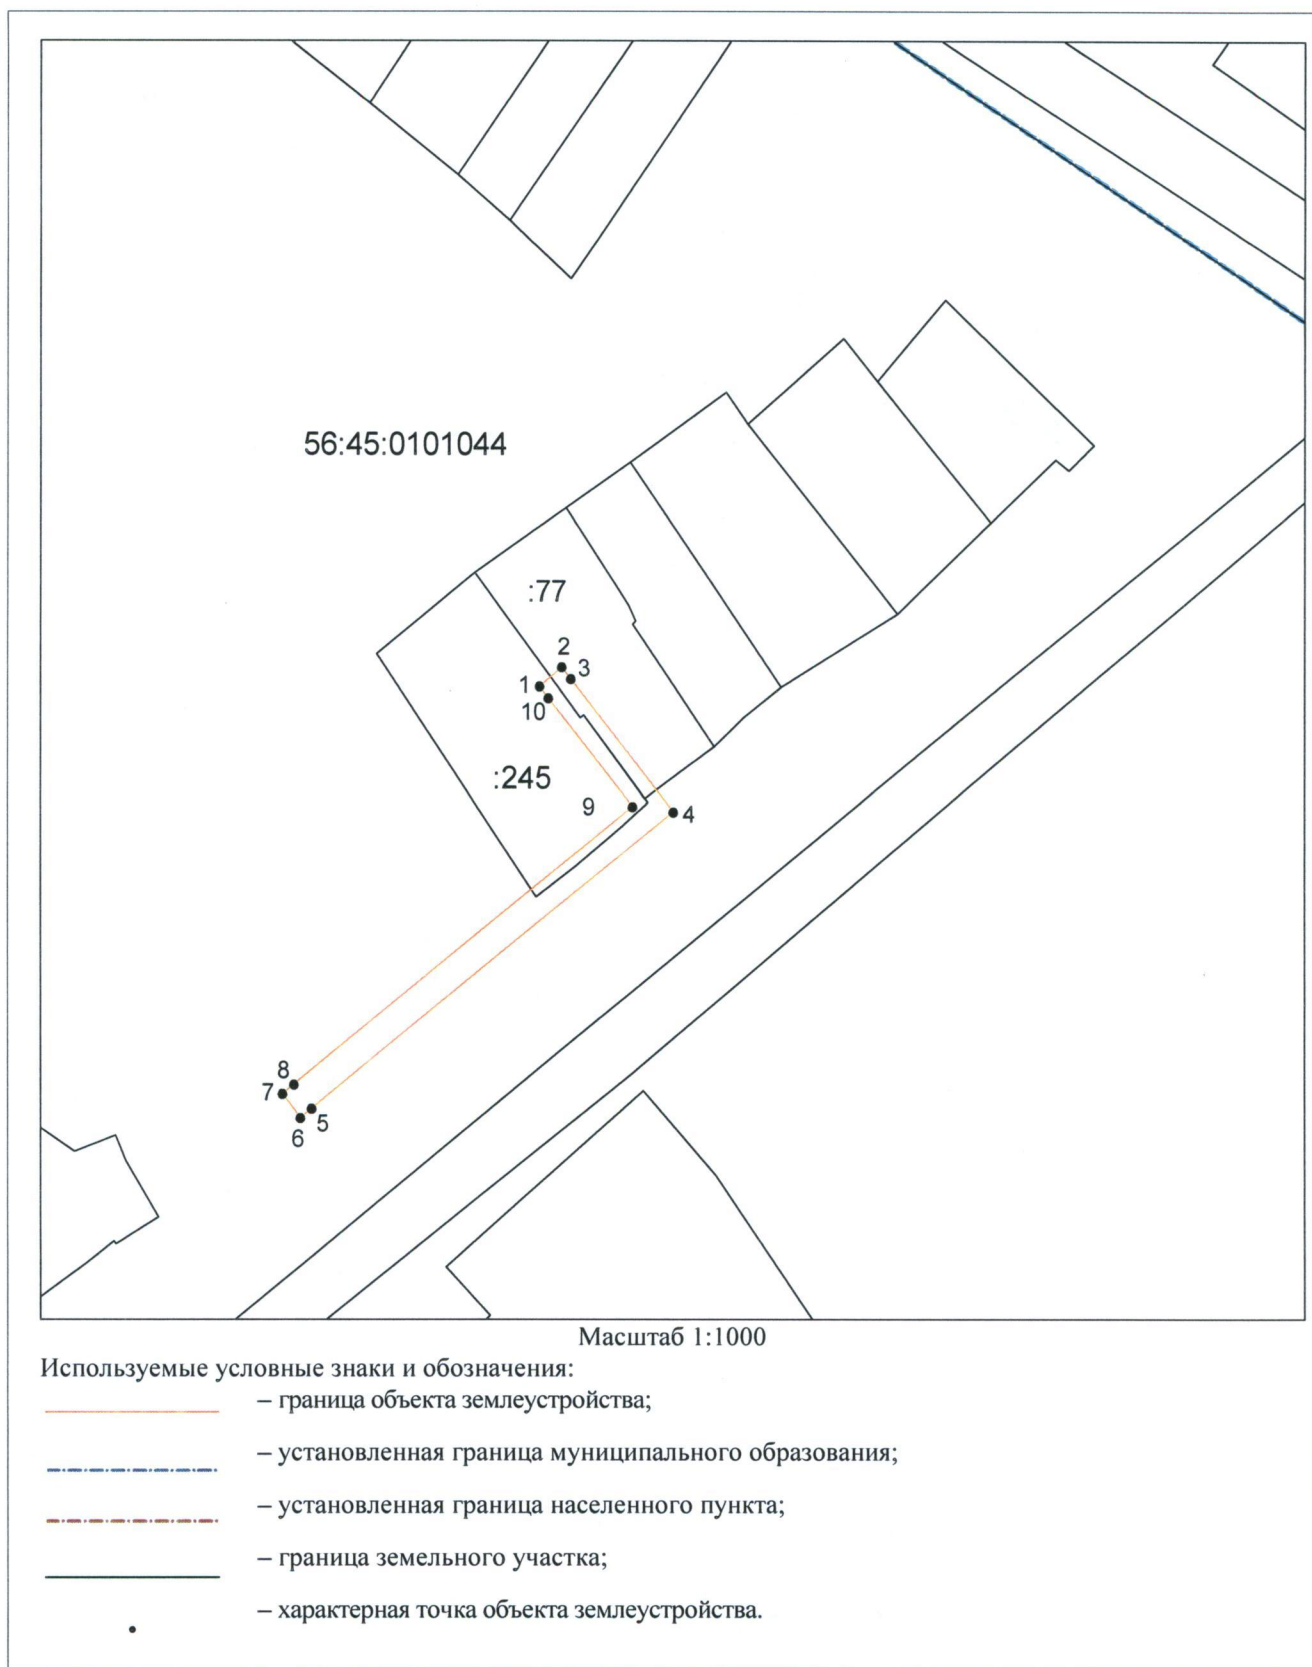 56:45:0101044
:77
2
3
1
10
:245
9
4
8
7
5
6
Масштаб 1:1000
Используемые условные знаки и обозначения:
– граница объекта землеустройства;
– установленная граница муниципального образования;
– установленная граница населенного пункта;
– граница земельного участка;
– характерная точка объекта землеустройства.